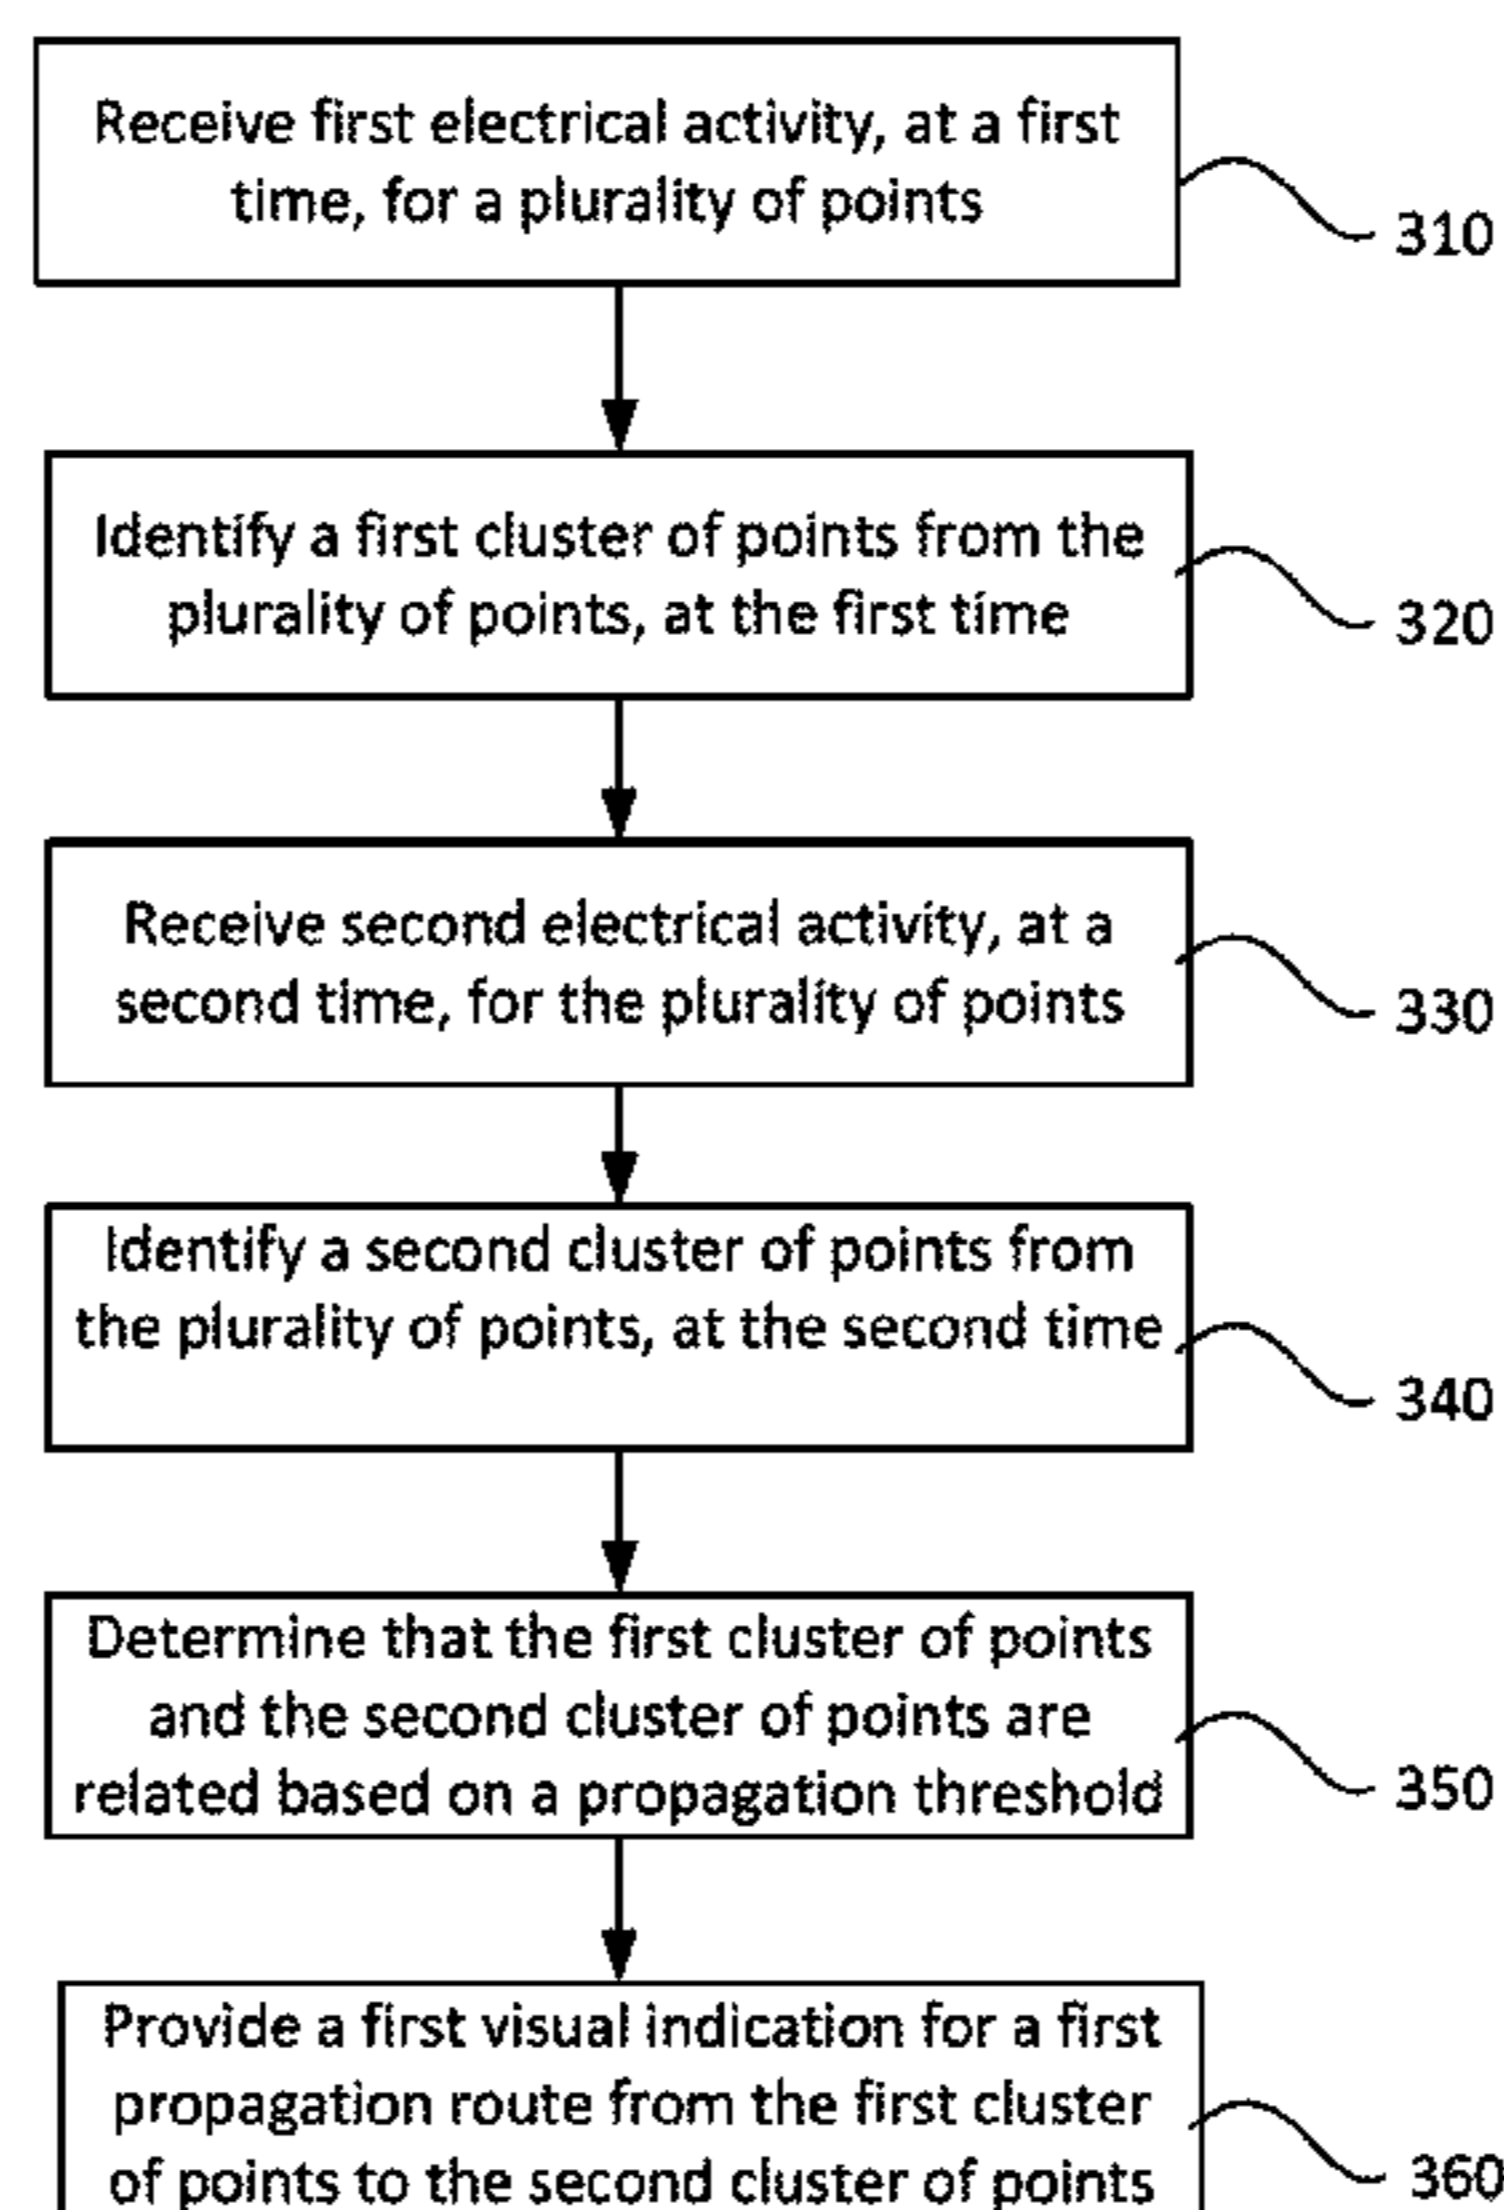 Receive first electrical activity, at a first
time, for a plurality of points
310
Identify a first cluster of points from the
plurality of points, at the first time
320
Receive second electrical activity, at a
second time, for the plurality of points
330
Identify a second cluster of points from
the plurality of points, at the second time
340
Determine that the first cluster of points
and the second cluster of points are
related based on a propagation threshold
350
Provide a first visual indication for a first
propagation route from the first cluster
of points to the second cluster of points
360